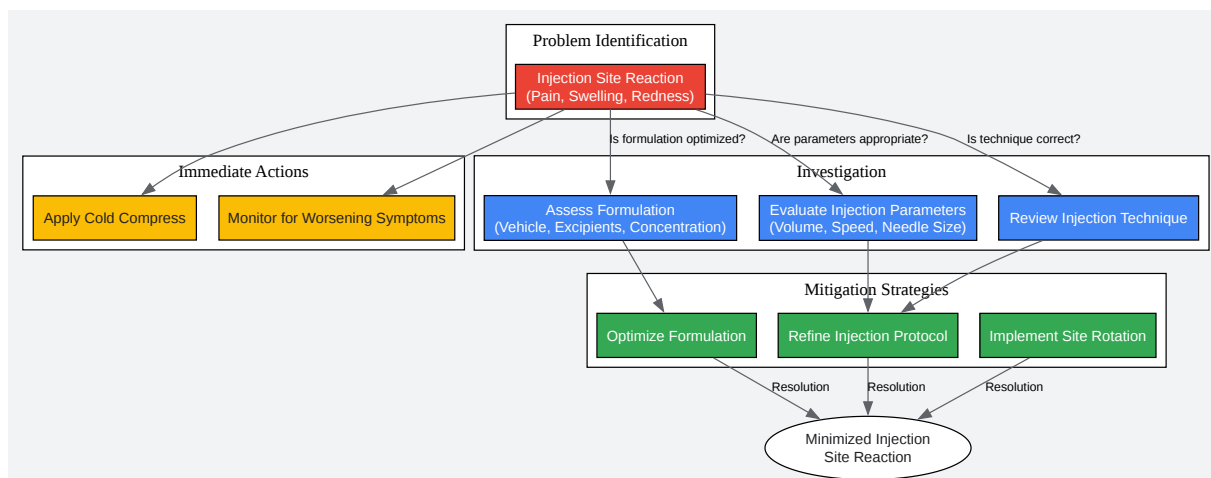 Problem Identification
Injection Site Reaction
(Pain, Swelling, Redness)
Is formulation optimized?
Are parameters appropriate?
Is technique correct?
Immediate Actions
Investigation
Apply Cold Compress
Monitor for Worsening Symptoms
Assess Formulation
(Vehicle, Excipients, Concentration)
Evaluate Injection Parameters
(Volume, Speed, Needle Size)
Review Injection Technique
Mitigation Strategies
Optimize Formulation
Refine Injection Protocol
Implement Site Rotation
Resolution
Resolution
Resolution
Minimized Injection
Site Reaction